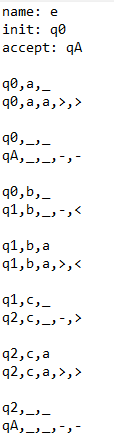 name: e
init: q0
accept: qA
q0,a,_
q0,a,a,>,>
q0,_,_
qA,_,_,-,-
q0,b,_
q1,b,_,-,<
q1,b,a
q1,b,a,>,<
q1,c,_
q2,c,_,-,>
q2,c,a
q2,c,a,>,>
q2,_,_
qA,_,_,-,-